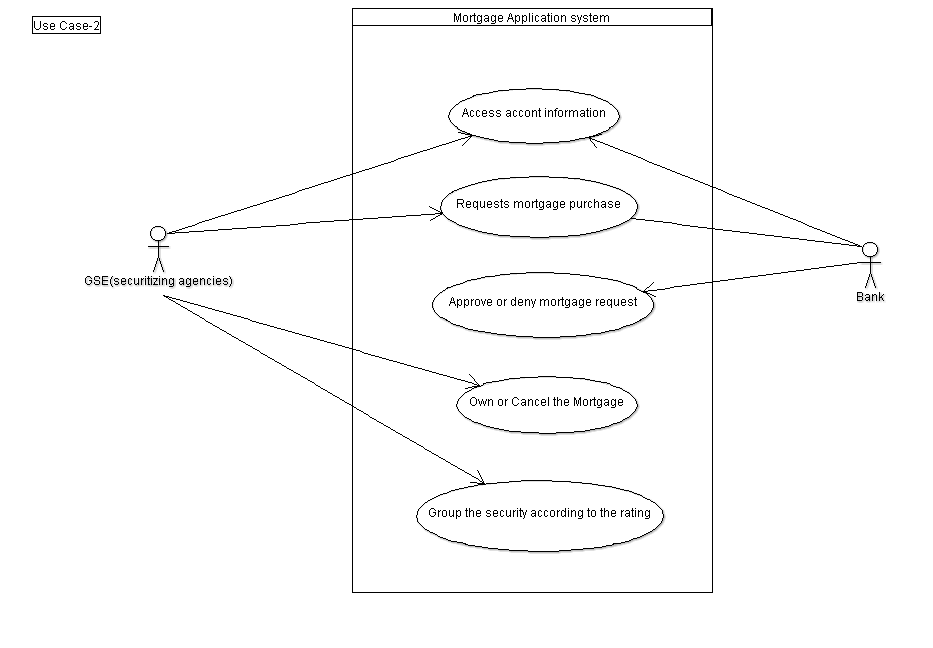 Mortgage Application system
Use Case-2
Access accont information
Requests mortgage purchase
GSE(securitizing agencies)
Approve or deny mortgage request
Bank
Own or Cancel the Mortgage
Group the security according to the rating